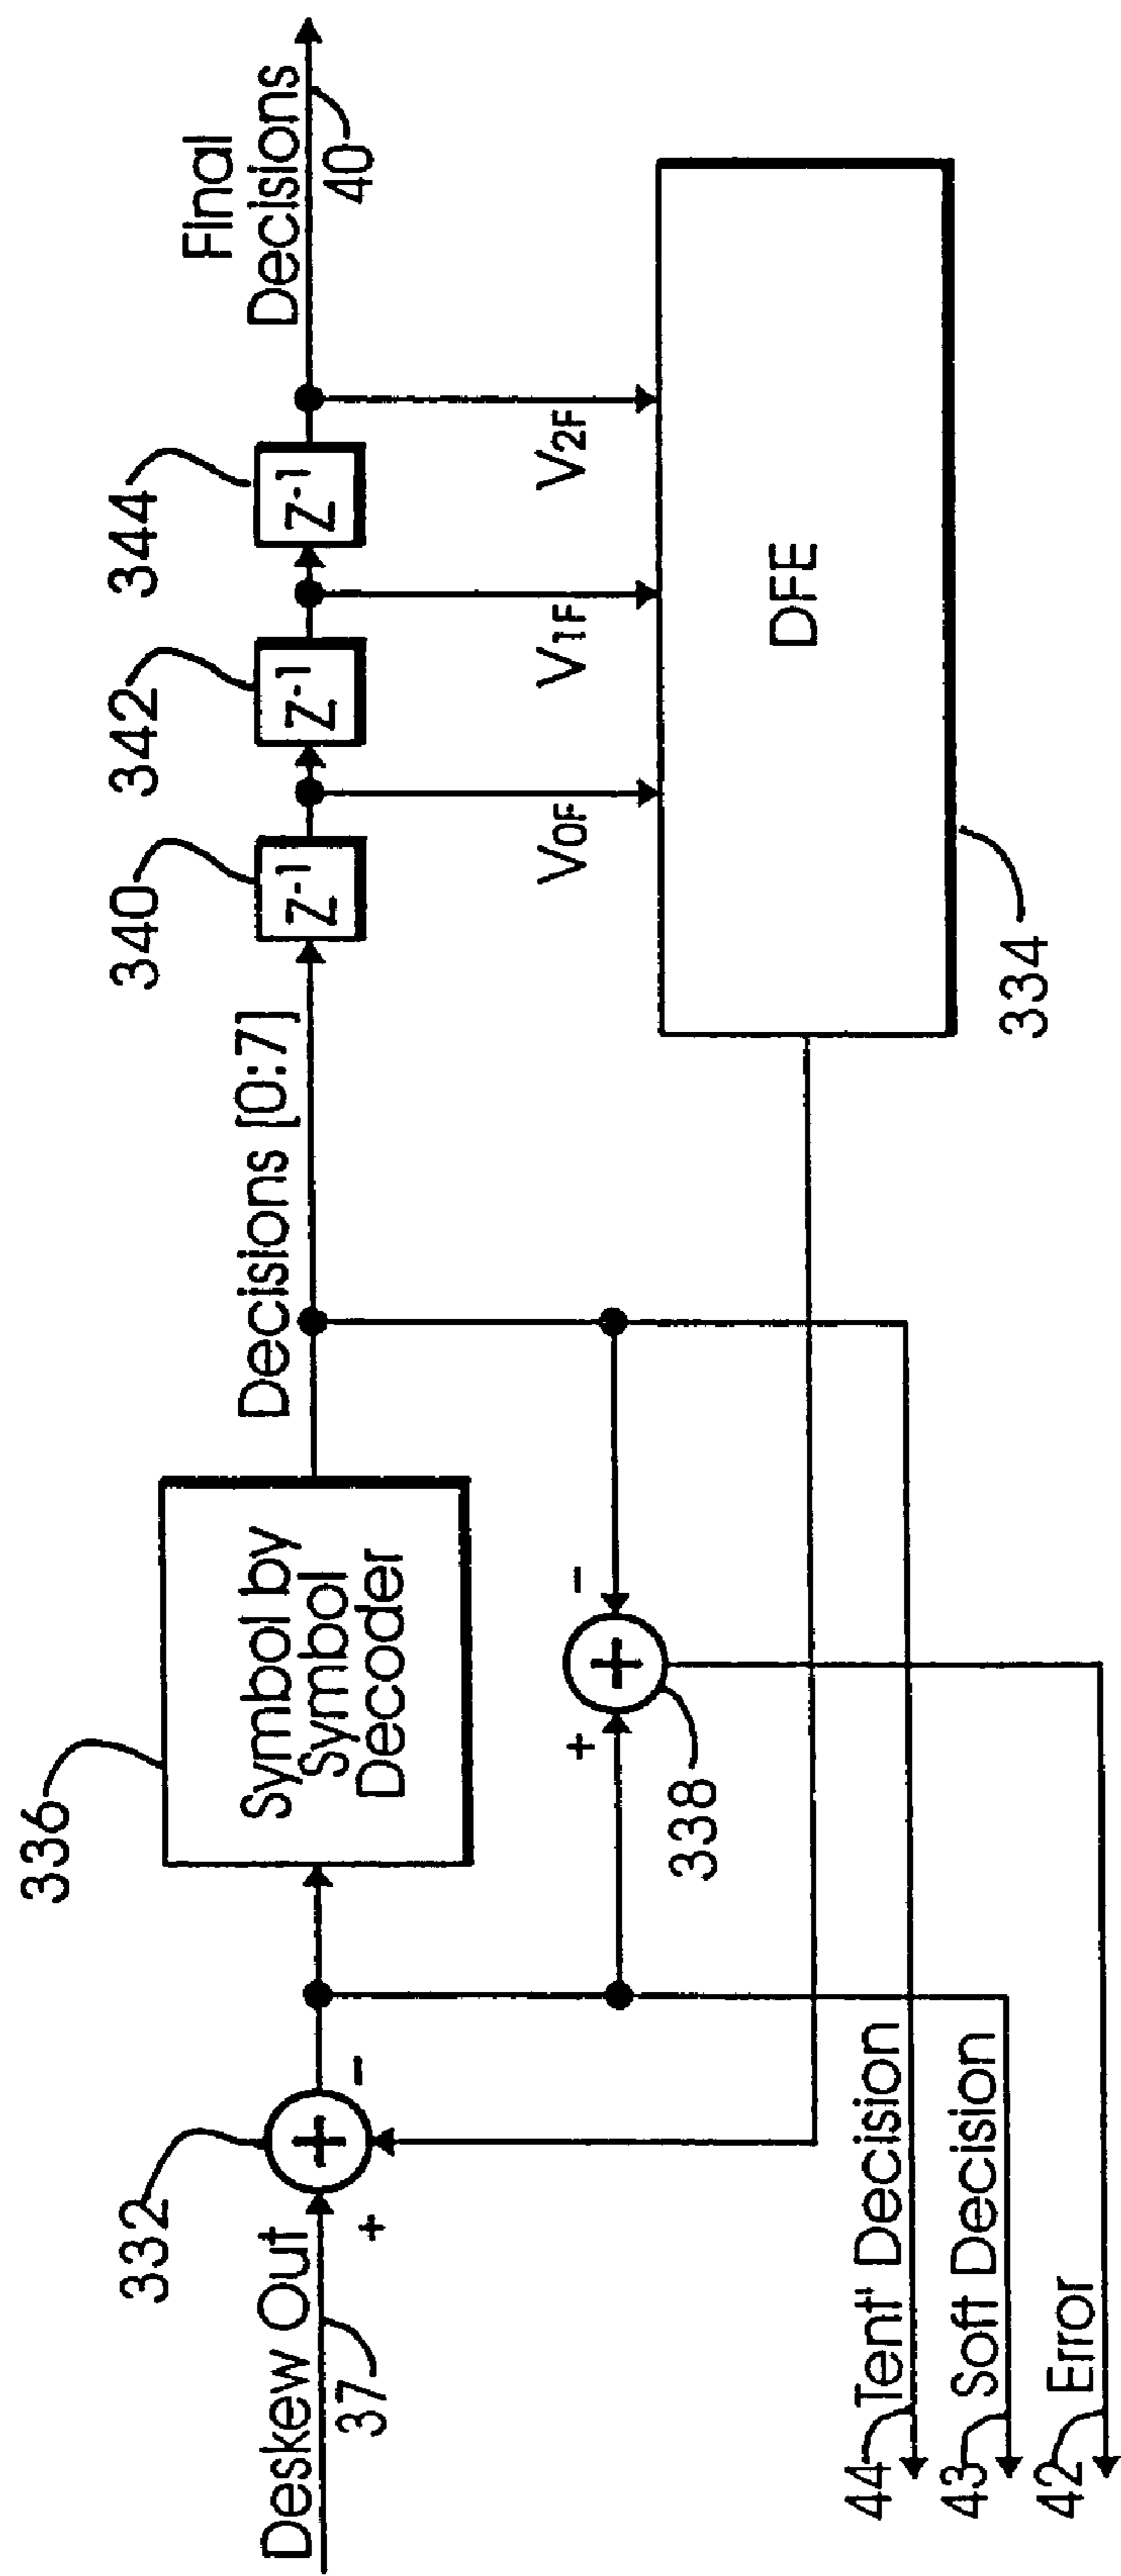 Deskew Out
37
+
-
332
336
Symbol by
Symbol
Decoder
+
-
338
Decisions [0:7]
340
Z-1
342
Z-1
344
Z-1
Final
Decisions
40
V0F
V1F
V2F
DFE
334
44
Tent' Decision
43
Soft Decision
42
Error